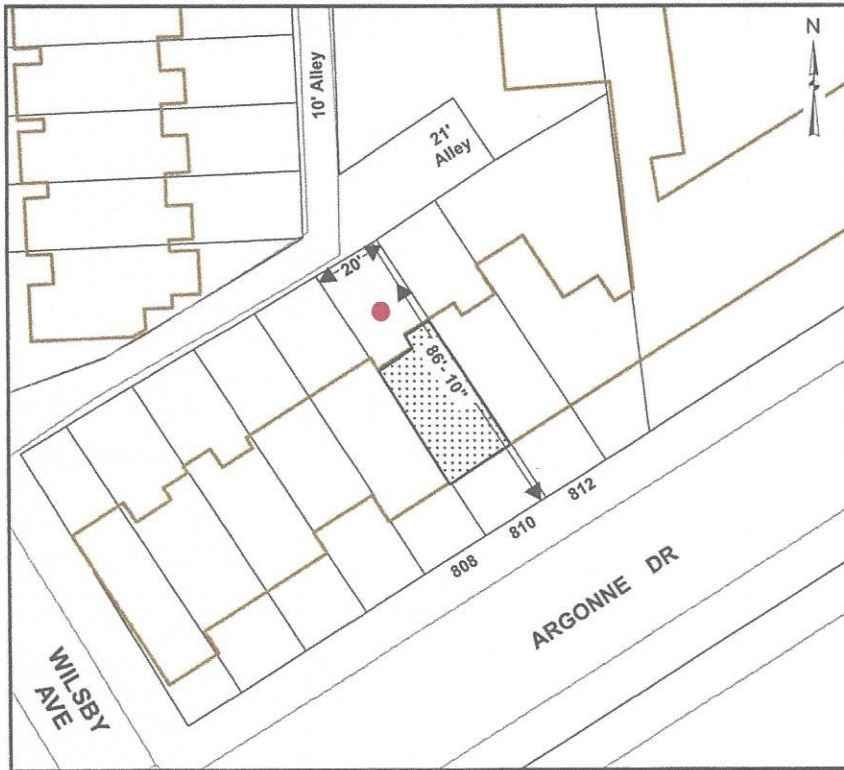 N
10' Alley
21'
Alley
20'
86'- 10"
808
810
812
ARGONNE DR
WILSBY
AVE